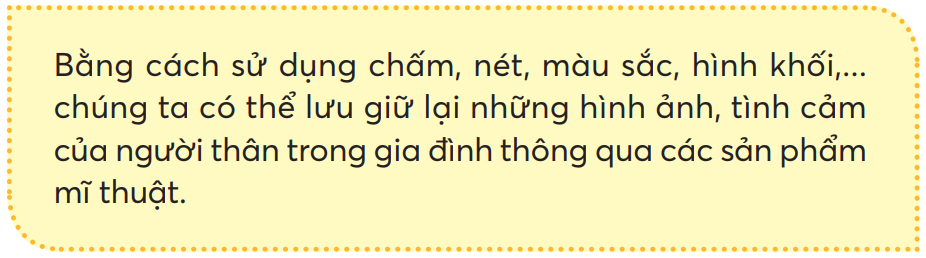 Bằng cách sử dụng chấm, nét, màu sắc, hình khối,...
chúng ta có thể lưu giữ lại những hình ảnh, tình cảm
của người thân trong gia đình thông qua các sản phẩm
mĩ thuật.